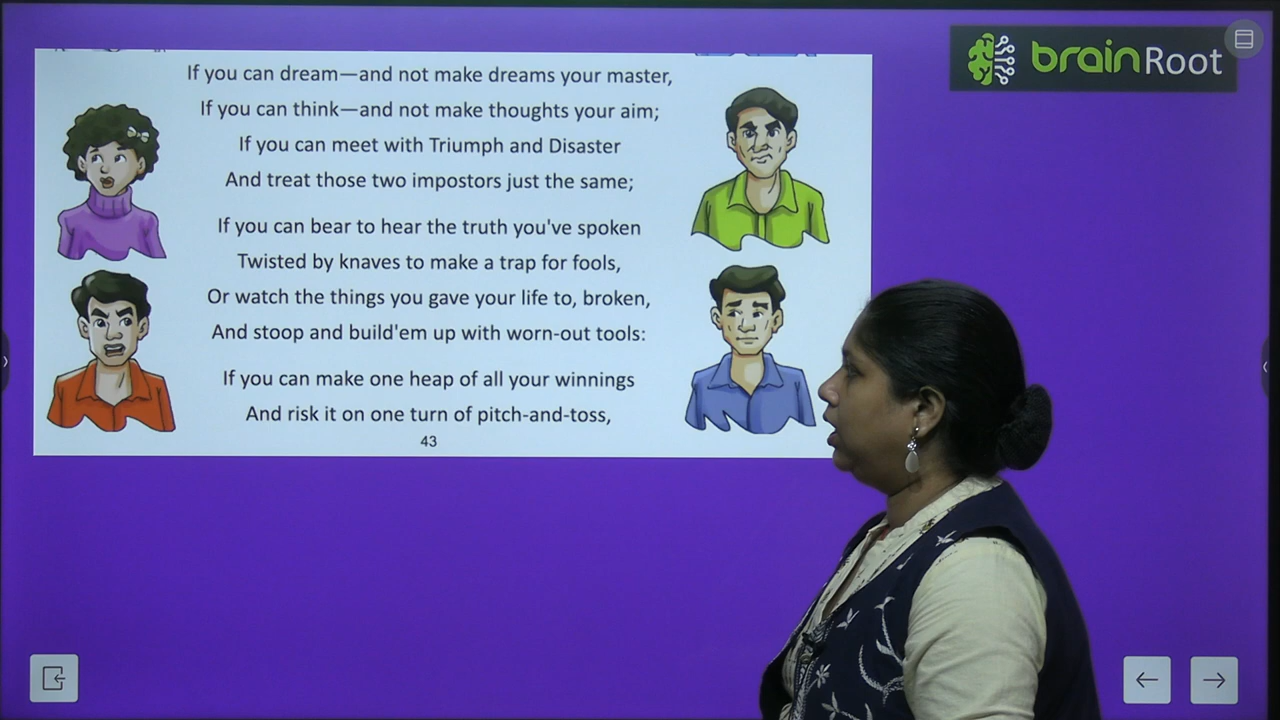 brainRoot
If you can dream—and not make dreams your master,
If you can think—and not make thoughts your aim;
If you can meet with Triumph and Disaster
And treat those two impostors just the same;
If you can bear to hear the truth you've spoken
Twisted by knaves to make a trap for fools,
Or watch the things you gave your life to, broken,
And stoop and build'em up with worn-out tools:
If you can make one heap of all your winnings
And risk it on one turn of pitch-and-toss,
43